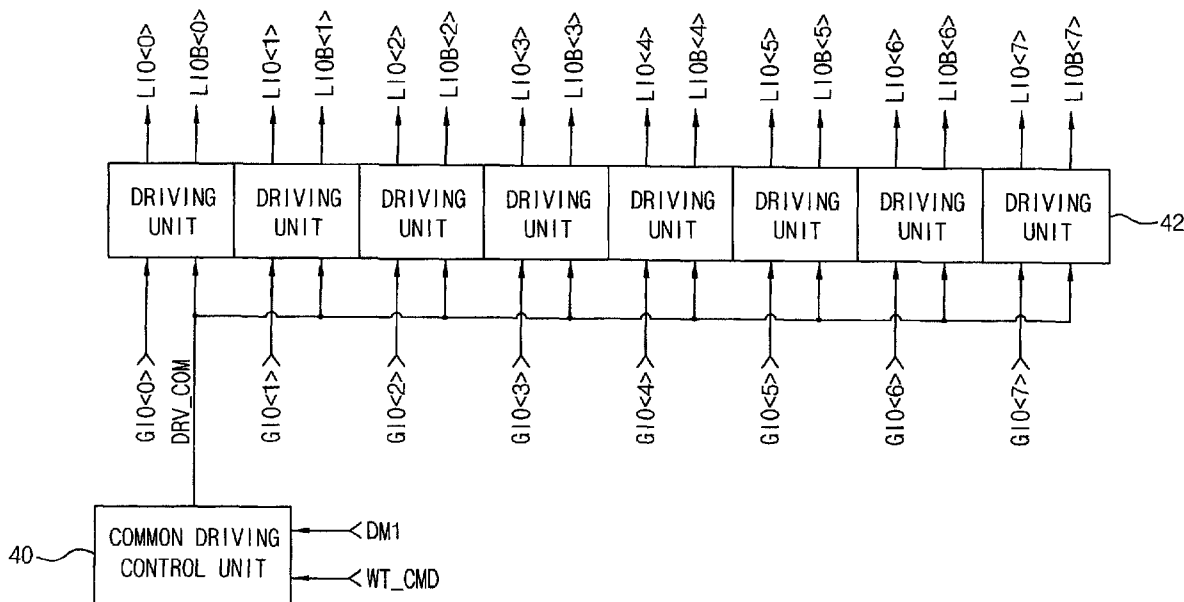 LIO<0>
LIOB<0>
LIO<1>
LIOB<1>
LIO<2>
LIOB<2>
LIO<3>
LIOB<3>
LIO<4>
LIOB<4>
LIO<5>
LIOB<5>
LIO<6>
LIOB<6>
LIO<7>
LIOB<7>
DRIVING
UNIT
DRIVING
UNIT
DRIVING
UNIT
DRIVING
UNIT
DRIVING
UNIT
DRIVING
UNIT
DRIVING
UNIT
DRIVING
UNIT
42
GIO<0>
DRV_COM
GIO<1>
GIO<2>
GIO<3>
GIO<4>
GIO<5>
GIO<6>
GIO<7>
40
COMMON DRIVING
CONTROL UNIT
DM1
WT_CMD